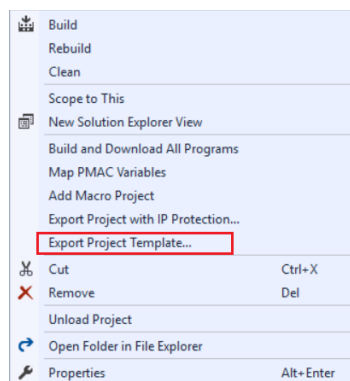 Build
Rebuild
Clean
Scope to This
New Solution Explorer View
Build and Download All Programs
Map PMAC Variables
Add Macro Project
Export Project with IP Protection...
Export Project Template...
Cut Ctrl+X
Remove Del
Unload Project
Open Folder in File Explorer
Properties Alt+Enter